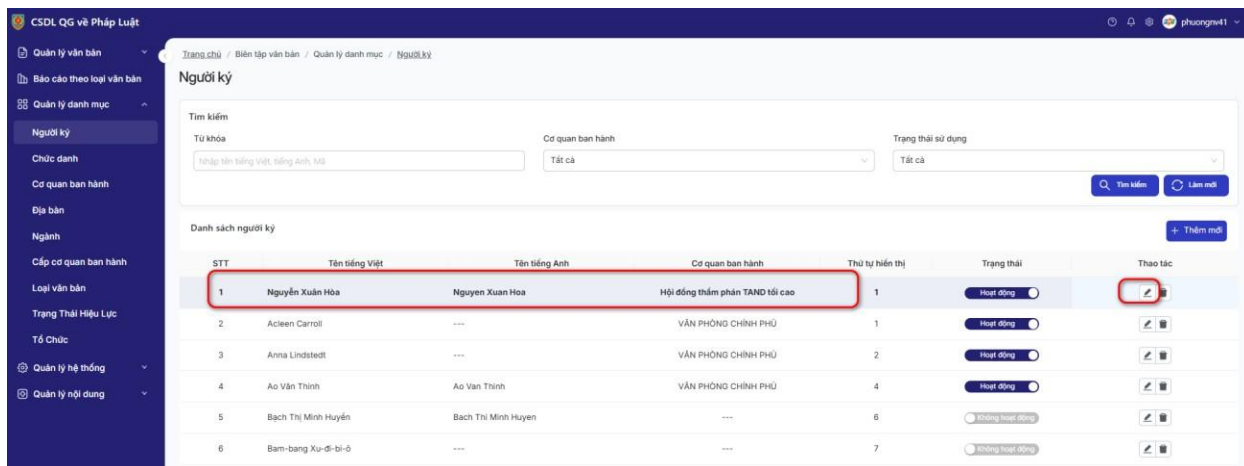 CSDL QG về Pháp Luật
phuongnv41
Quản lý văn bản
Báo cáo theo loại văn bản
Quản lý danh mục
Người ký
Chức danh
Cơ quan ban hành
Địa bàn
Ngành
Cấp cơ quan ban hành
Loại văn bản
Trạng Thái Hiệu Lực
Tổ Chức
Quản lý hệ thống
Quản lý nội dung
Trang chủ / Biên tập văn bản / Quản lý danh mục / Người ký
Người ký
Tìm kiếm
Từ khóa Cơ quan ban hành Trạng thái sử dụng
Nhập tên tiếng Việt, tiếng Anh, Mã Tất cả Tất cả
Tìm kiếm Làm mới
Danh sách người ký
+ Thêm mới
STT Tên tiếng Việt Tên tiếng Anh Cơ quan ban hành Thứ tự hiển thị Trạng thái Thao tác
1 Nguyễn Xuân Hòa Nguyen Xuan Hoa Hội đồng thẩm phán TAND tối cao 1 Hoạt động
2 Acleen Carroll --- VĂN PHÒNG CHÍNH PHỦ 1 Hoạt động
3 Anna Lindstedt --- VĂN PHÒNG CHÍNH PHỦ 2 Hoạt động
4 Ao Văn Thinh Ao Van Thinh VĂN PHÒNG CHÍNH PHỦ 4 Hoạt động
5 Bạch Thị Minh Huyền Bach Thi Minh Huyen --- 6 Không hoạt động
6 Bam-bang Xu-đi-bi-ô --- --- 7 Không hoạt động